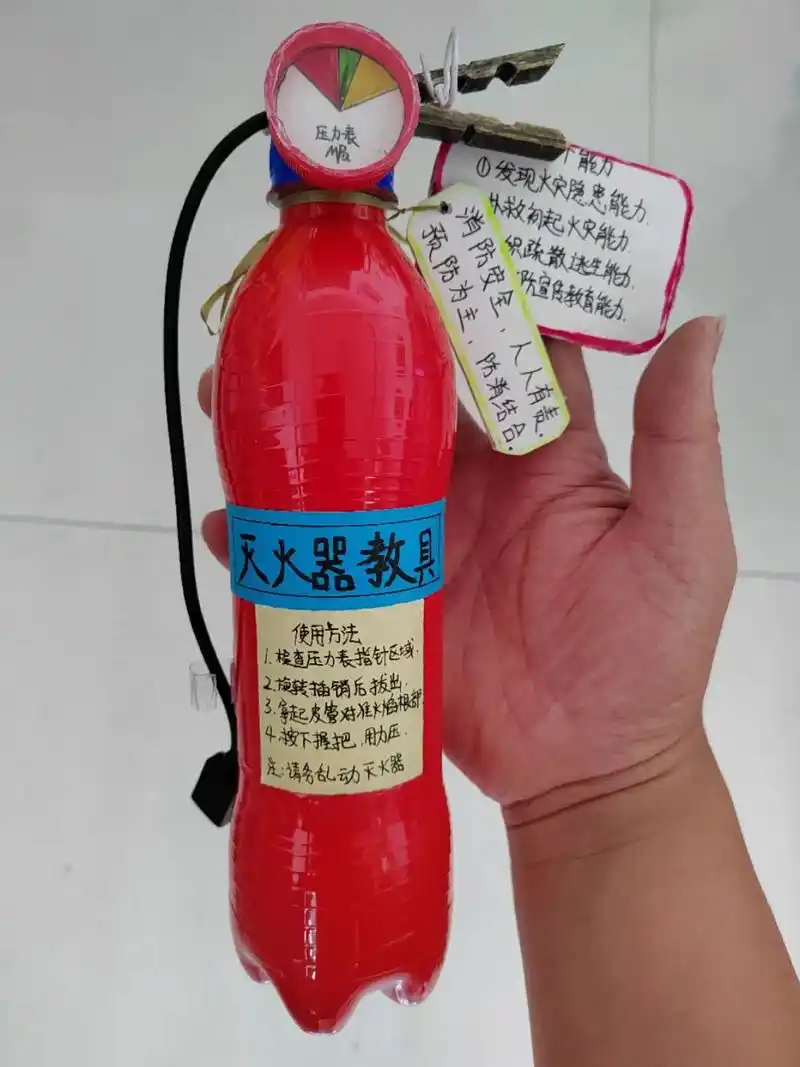 压力表
MPa
个能力
①发现火灾隐患能力.
扑救初起火灾能力.
织疏散逃生能力.
防宣传教育能力.
消防安全，人人有责.
预防为主，防消结合.
灭火器教具
使用方法
1.检查压力表指针区域.
2.旋转插销后拔出.
3.拿起皮管对准火焰根部.
4.按下握把，用力压.
注:请勿乱动灭火器